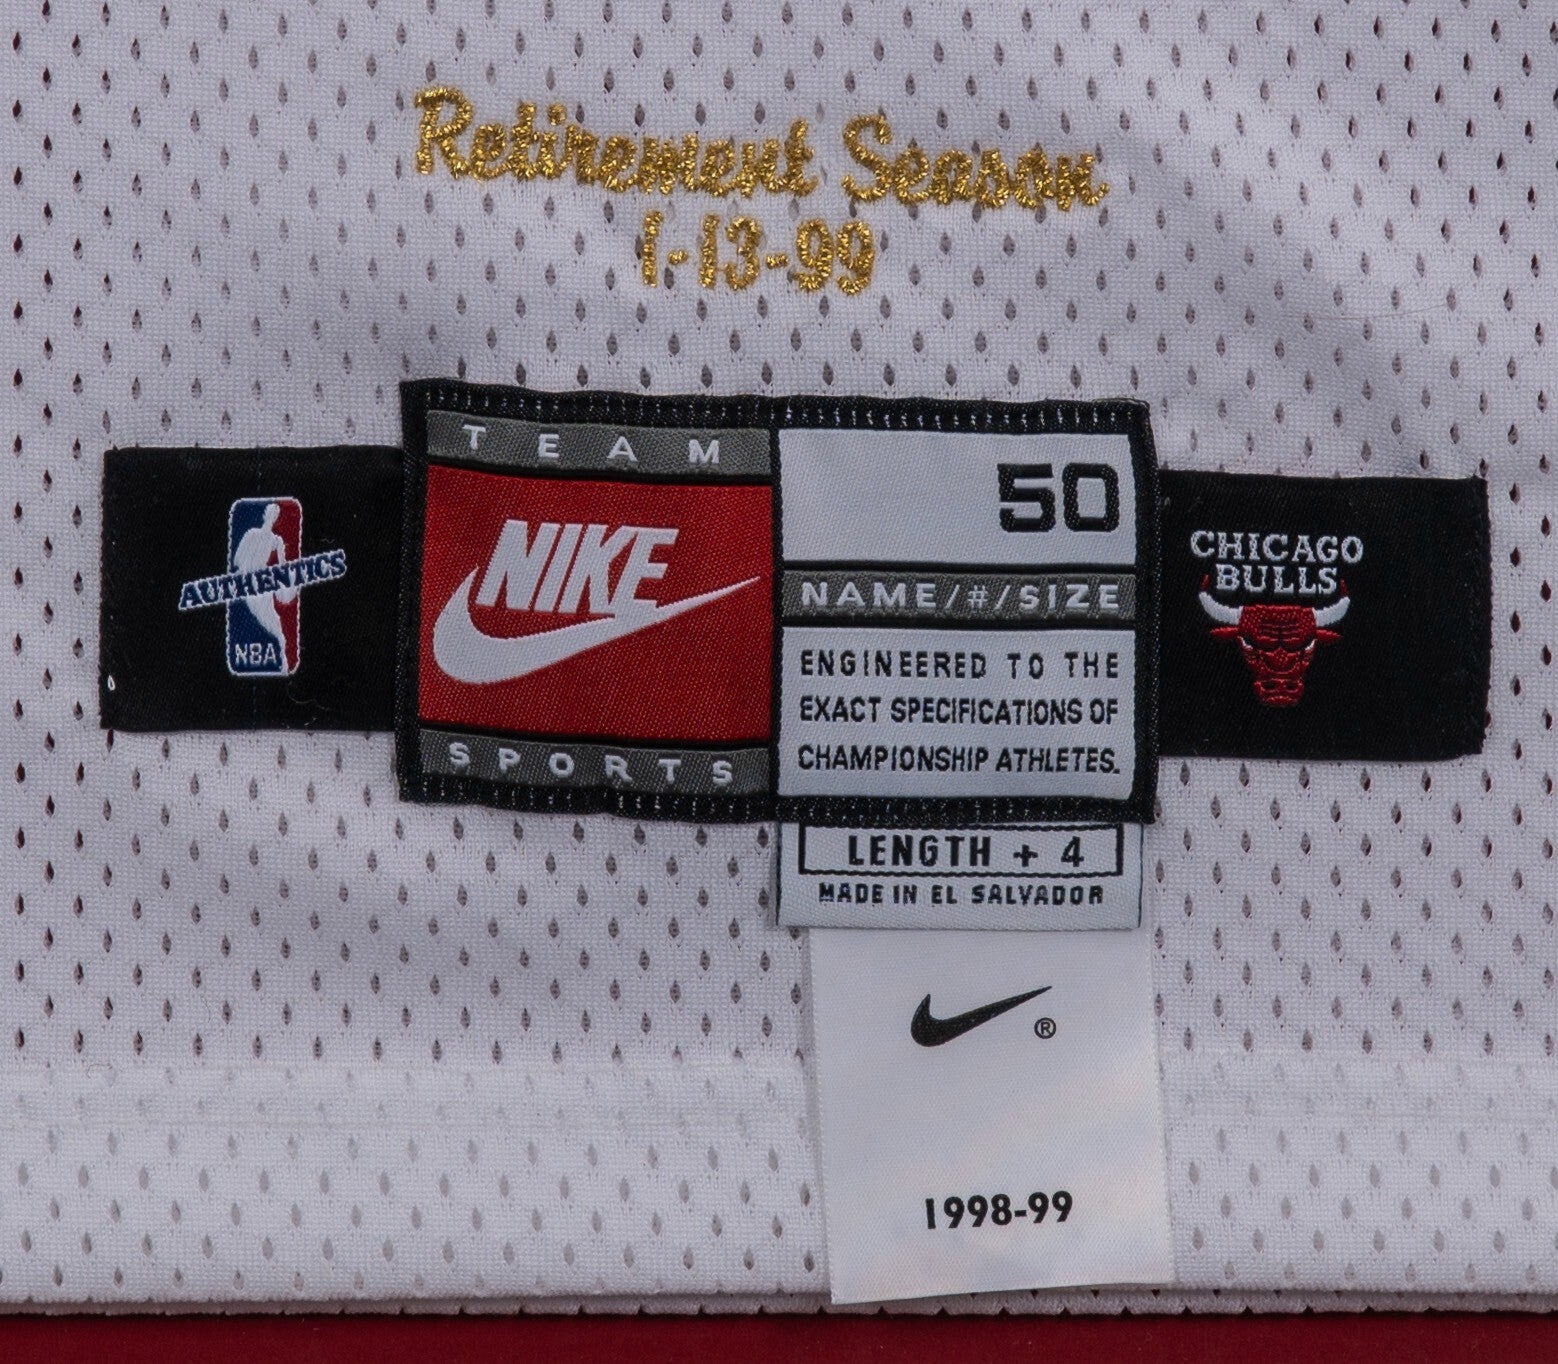 Retirement Season
1-13-99
TEAM
NIKE
SPORTS
50
NAME/#/SIZE
ENGINEERED TO THE
EXACT SPECIFICATIONS OF
CHAMPIONSHIP ATHLETES.
AUTHENTICS
NBA
CHICAGO
BULLS
LENGTH + 4
MADE IN EL SALVADOR
®
1998-99